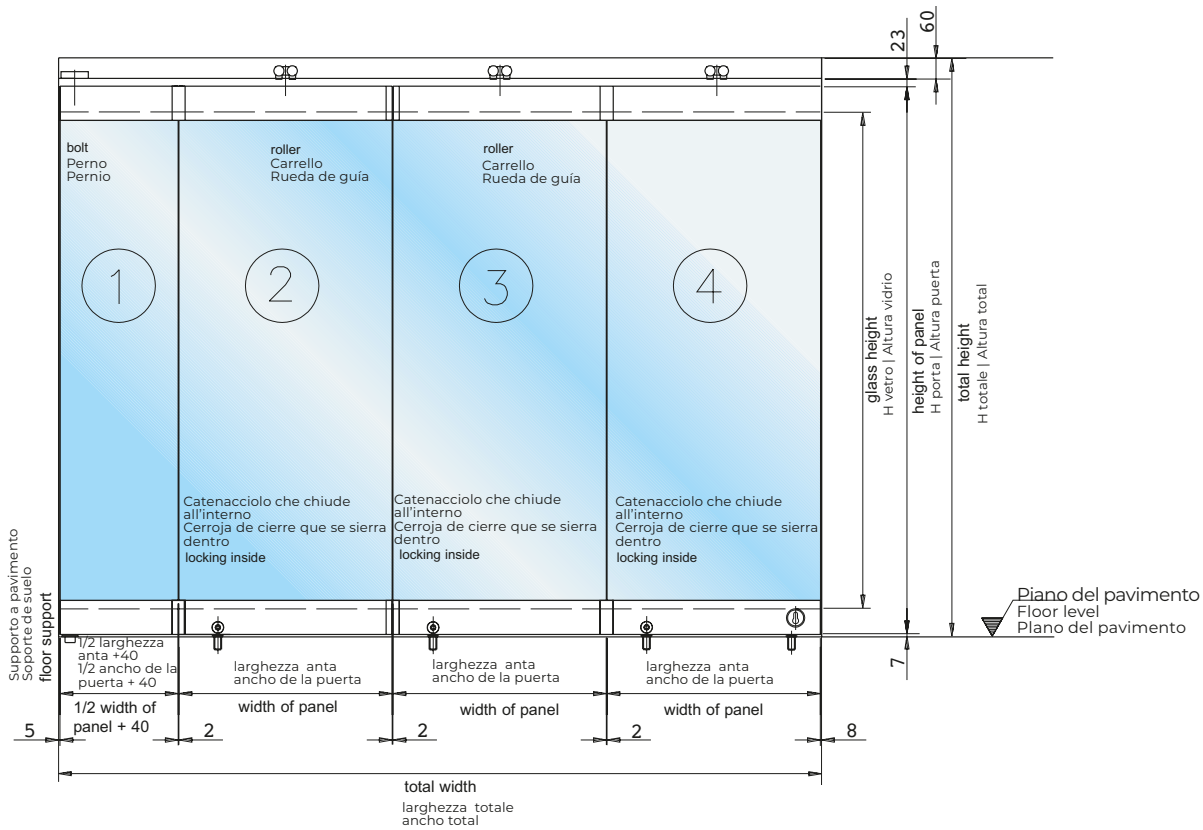 60
23
bolt
Perno
Pernio
roller
Carrello
Rueda de guía
roller
Carrello
Rueda de guía
1
2
3
4
glass height
H vetro | Altura vidrio
height of panel
H porta | Altura puerta
total height
H totale | Altura total
Catenacciolo che chiude
all'interno
Cerroja de cierre que se sierra
dentro
locking inside
Catenacciolo che chiude
all'interno
Cerroja de cierre que se sierra
dentro
locking inside
Catenacciolo che chiude
all'interno
Cerroja de cierre que se sierra
dentro
locking inside
Supporto a pavimento
Soporte de suelo
floor support
Piano del pavimento
Floor level
Plano del pavimento
7
1/2 larghezza
anta +40
1/2 ancho de la
puerta + 40
1/2 width of
panel + 40
larghezza anta
ancho de la puerta
width of panel
larghezza anta
ancho de la puerta
width of panel
larghezza anta
ancho de la puerta
width of panel
5
2
2
2
8
total width
larghezza totale
ancho total